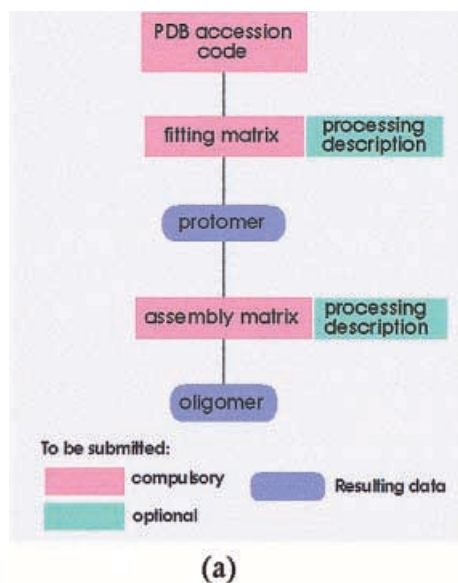 PDB accession
code
fitting matrix
processing
description
protomer
assembly matrix
processing
description
oligomer
To be submitted:
compulsory
Resulting data
optional
(a)